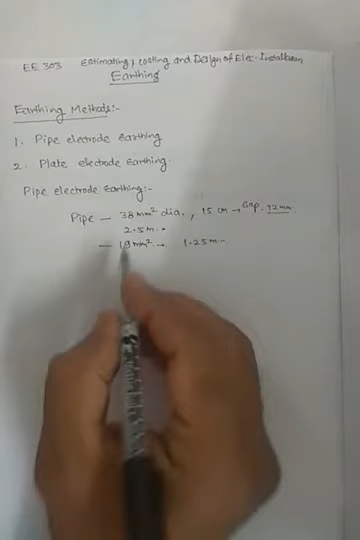 EE 303 Estimating, Costing and Design of Elec. Installation
Earthing
Earthing Methods:-
1. Pipe electrode Earthing
2. Plate electrode Earthing.
Pipe electrode Earthing:-
Pipe - 38 mm² dia., 15 cm → Gap. 12 mm
2.5 m.
- 19 mm² → 1.25 m.